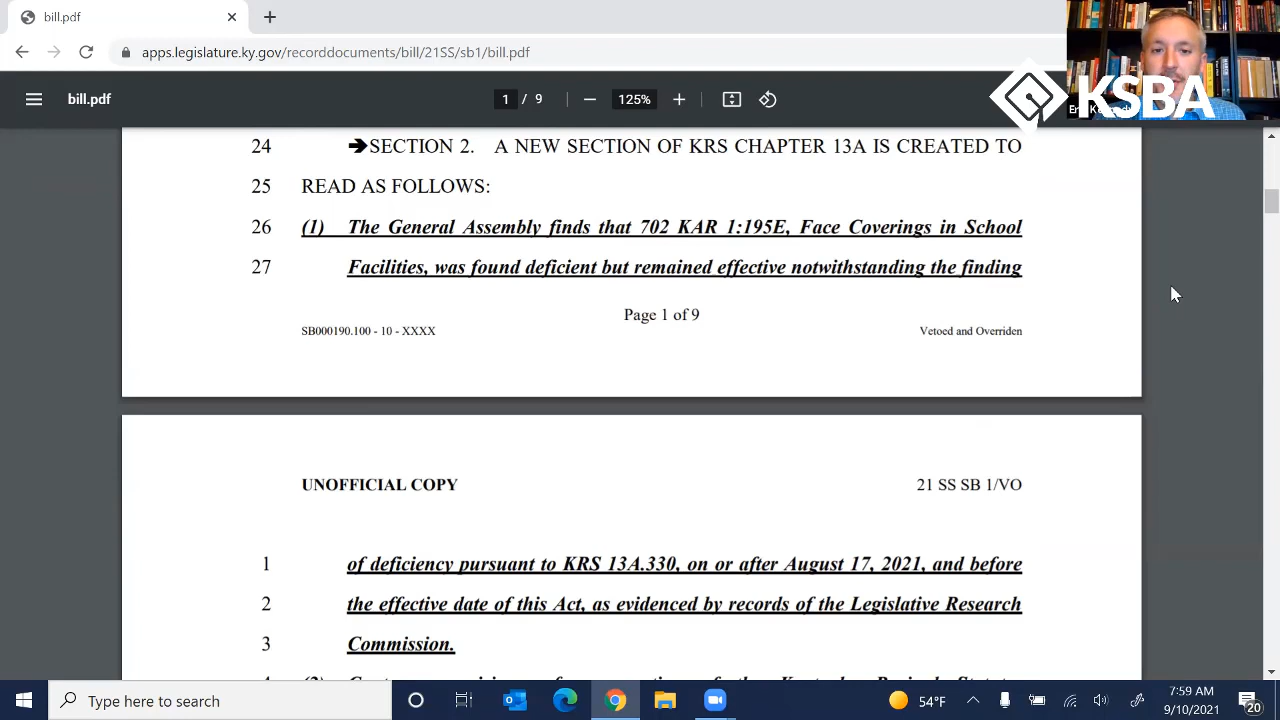 bill.pdf
apps.legislature.ky.gov/recorddocuments/bill/21SS/sb1/bill.pdf
bill.pdf
1 / 9
125%
KSBA
24 ➔SECTION 2. A NEW SECTION OF KRS CHAPTER 13A IS CREATED TO
25 READ AS FOLLOWS:
26 (1) The General Assembly finds that 702 KAR 1:195E, Face Coverings in School
27 Facilities, was found deficient but remained effective notwithstanding the finding
Page 1 of 9
SB000190.100 - 10 - XXXX Vetoed and Overriden
UNOFFICIAL COPY 21 SS SB 1/VO
1 of deficiency pursuant to KRS 13A.330, on or after August 17, 2021, and before
2 the effective date of this Act, as evidenced by records of the Legislative Research
3 Commission.
Type here to search
54°F
7:59 AM
9/10/2021
20